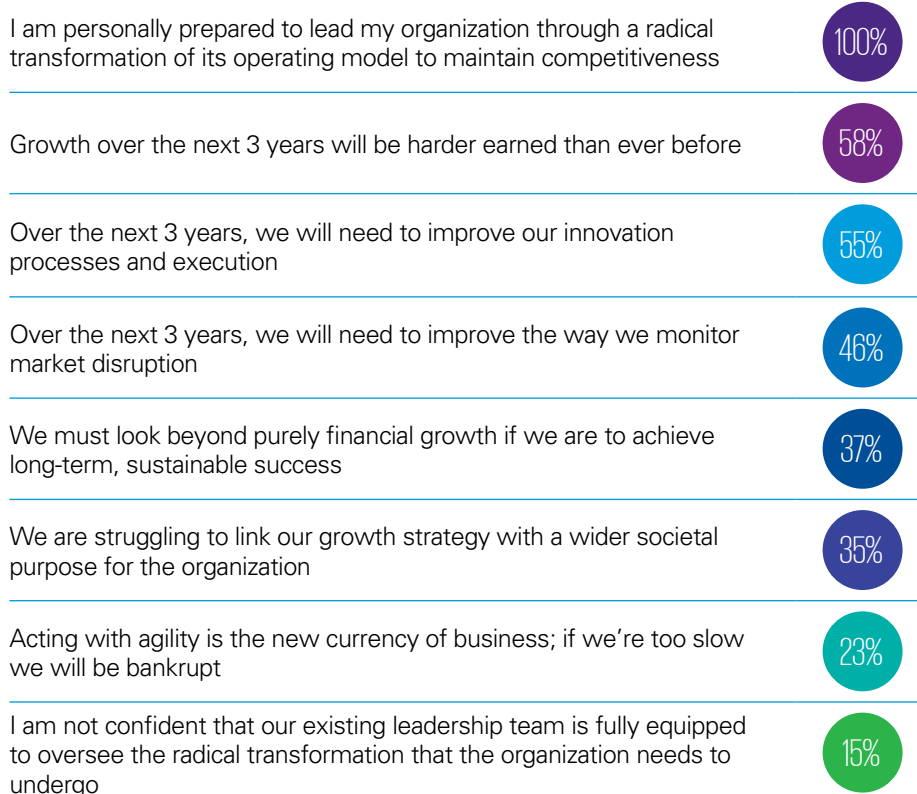 I am personally prepared to lead my organization through a radical
transformation of its operating model to maintain competitiveness
100%
Growth over the next 3 years will be harder earned than ever before
58%
Over the next 3 years, we will need to improve our innovation
processes and execution
55%
Over the next 3 years, we will need to improve the way we monitor
market disruption
46%
We must look beyond purely financial growth if we are to achieve
long-term, sustainable success
37%
We are struggling to link our growth strategy with a wider societal
purpose for the organization
35%
Acting with agility is the new currency of business; if we’re too slow
we will be bankrupt
23%
I am not confident that our existing leadership team is fully equipped
to oversee the radical transformation that the organization needs to
undergo
15%